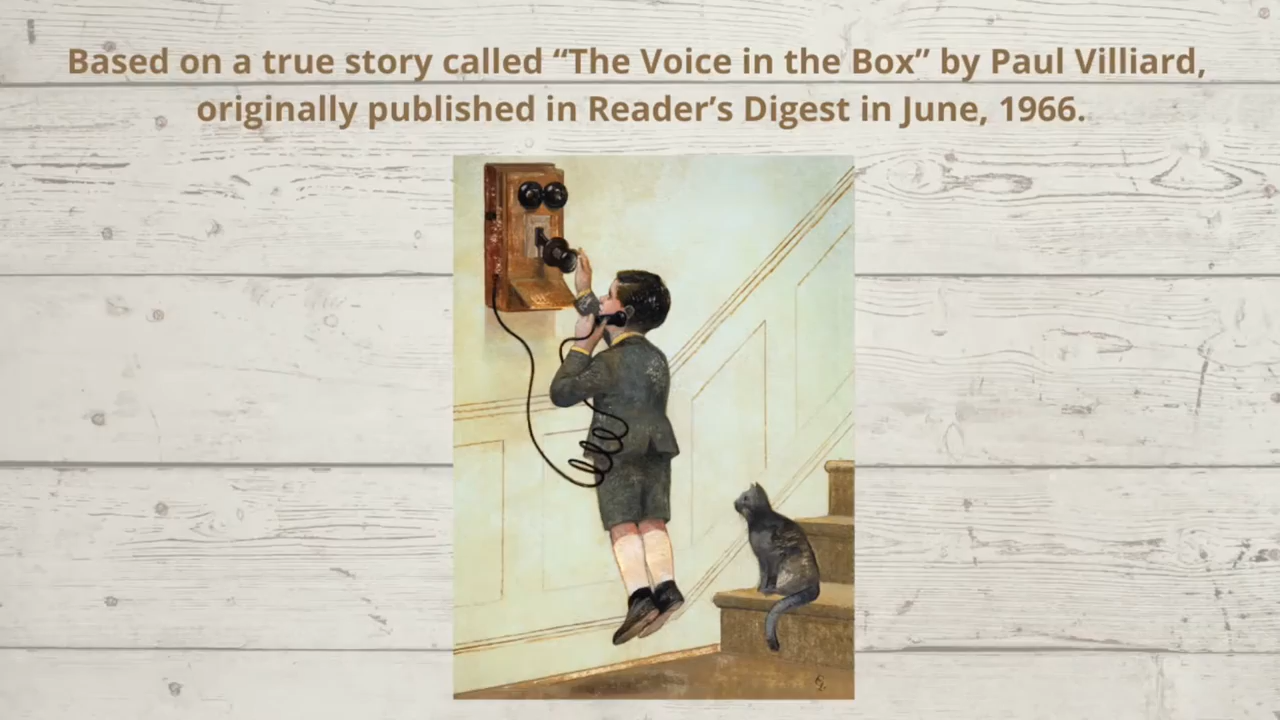 Based on a true story called “The Voice in the Box” by Paul Villiard,
originally published in Reader’s Digest in June, 1966.